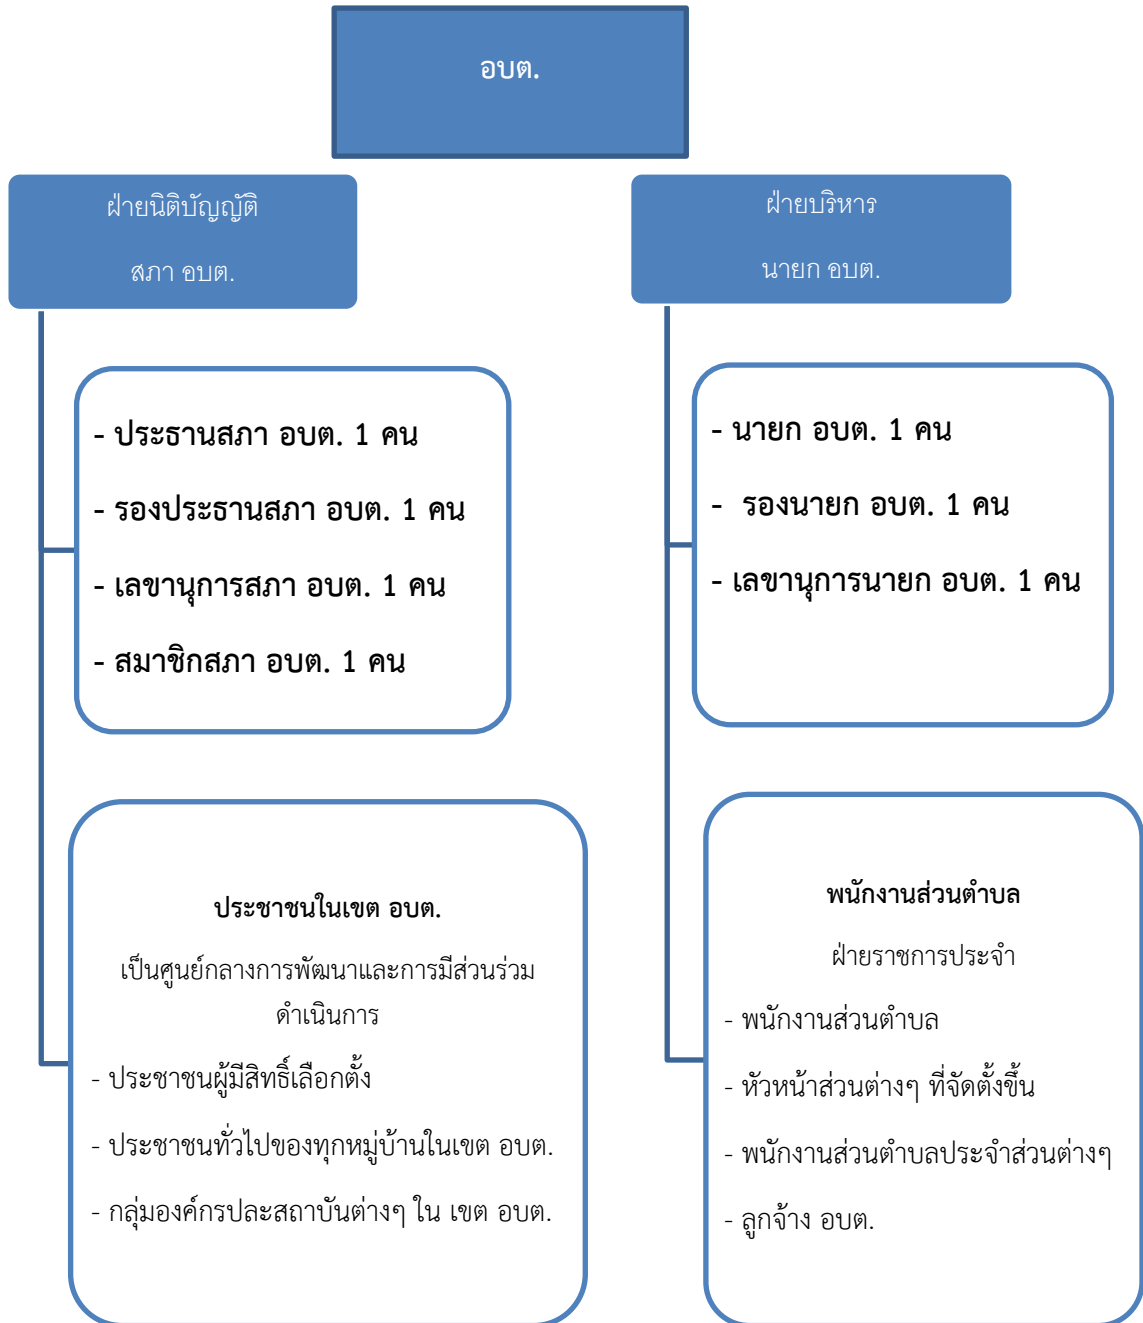 อบต.
ฝ่ายนิติบัญญัติ
สภา อบต.
- ประธานสภา อบต. 1 คน
- รองประธานสภา อบต. 1 คน
- เลขานุการสภา อบต. 1 คน
- สมาชิกสภา อบต. 1 คน
ประชาชนในเขต อบต.
เป็นศูนย์กลางการพัฒนาและการมีส่วนร่วม
ดำเนินการ
- ประชาชนผู้มีสิทธิ์เลือกตั้ง
- ประชาชนทั่วไปของทุกหมู่บ้านในเขต อบต.
- กลุ่มองค์กรปละสถาบันต่างๆ ใน เขต อบต.
ฝ่ายบริหาร
นายก อบต.
- นายก อบต. 1 คน
- รองนายก อบต. 1 คน
- เลขานุการนายก อบต. 1 คน
พนักงานส่วนตำบล
ฝ่ายราชการประจำ
- พนักงานส่วนตำบล
- หัวหน้าส่วนต่างๆ ที่จัดตั้งขึ้น
- พนักงานส่วนตำบลประจำส่วนต่างๆ
- ลูกจ้าง อบต.